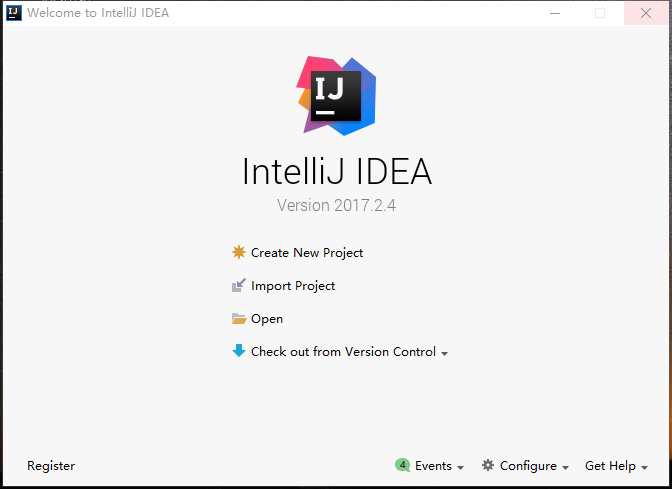 Welcome to IntelliJ IDEA
IJ
IntelliJ IDEA
Version 2017.2.4
Create New Project
Import Project
Open
Check out from Version Control
Register
4 Events
Configure
Get Help